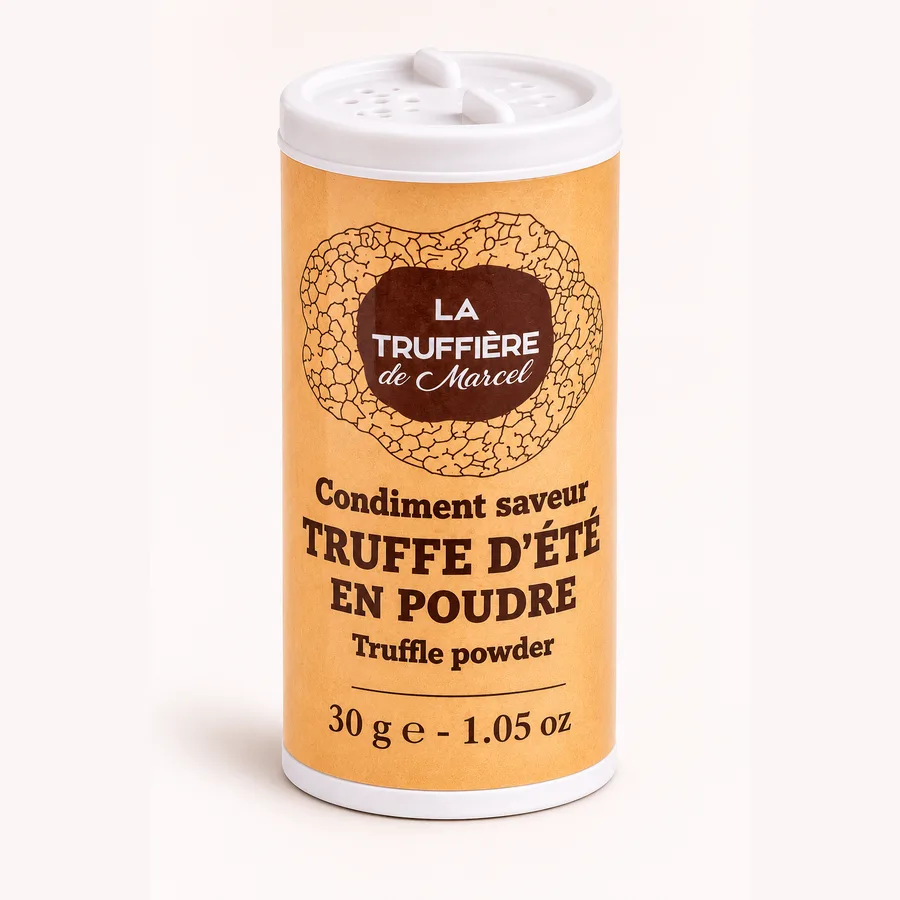 LA
TRUFFIÈRE
de Marcel
Condiment saveur
TRUFFE D'ÉTÉ
EN POUDRE
Truffle powder
30 g ℮ - 1.05 oz